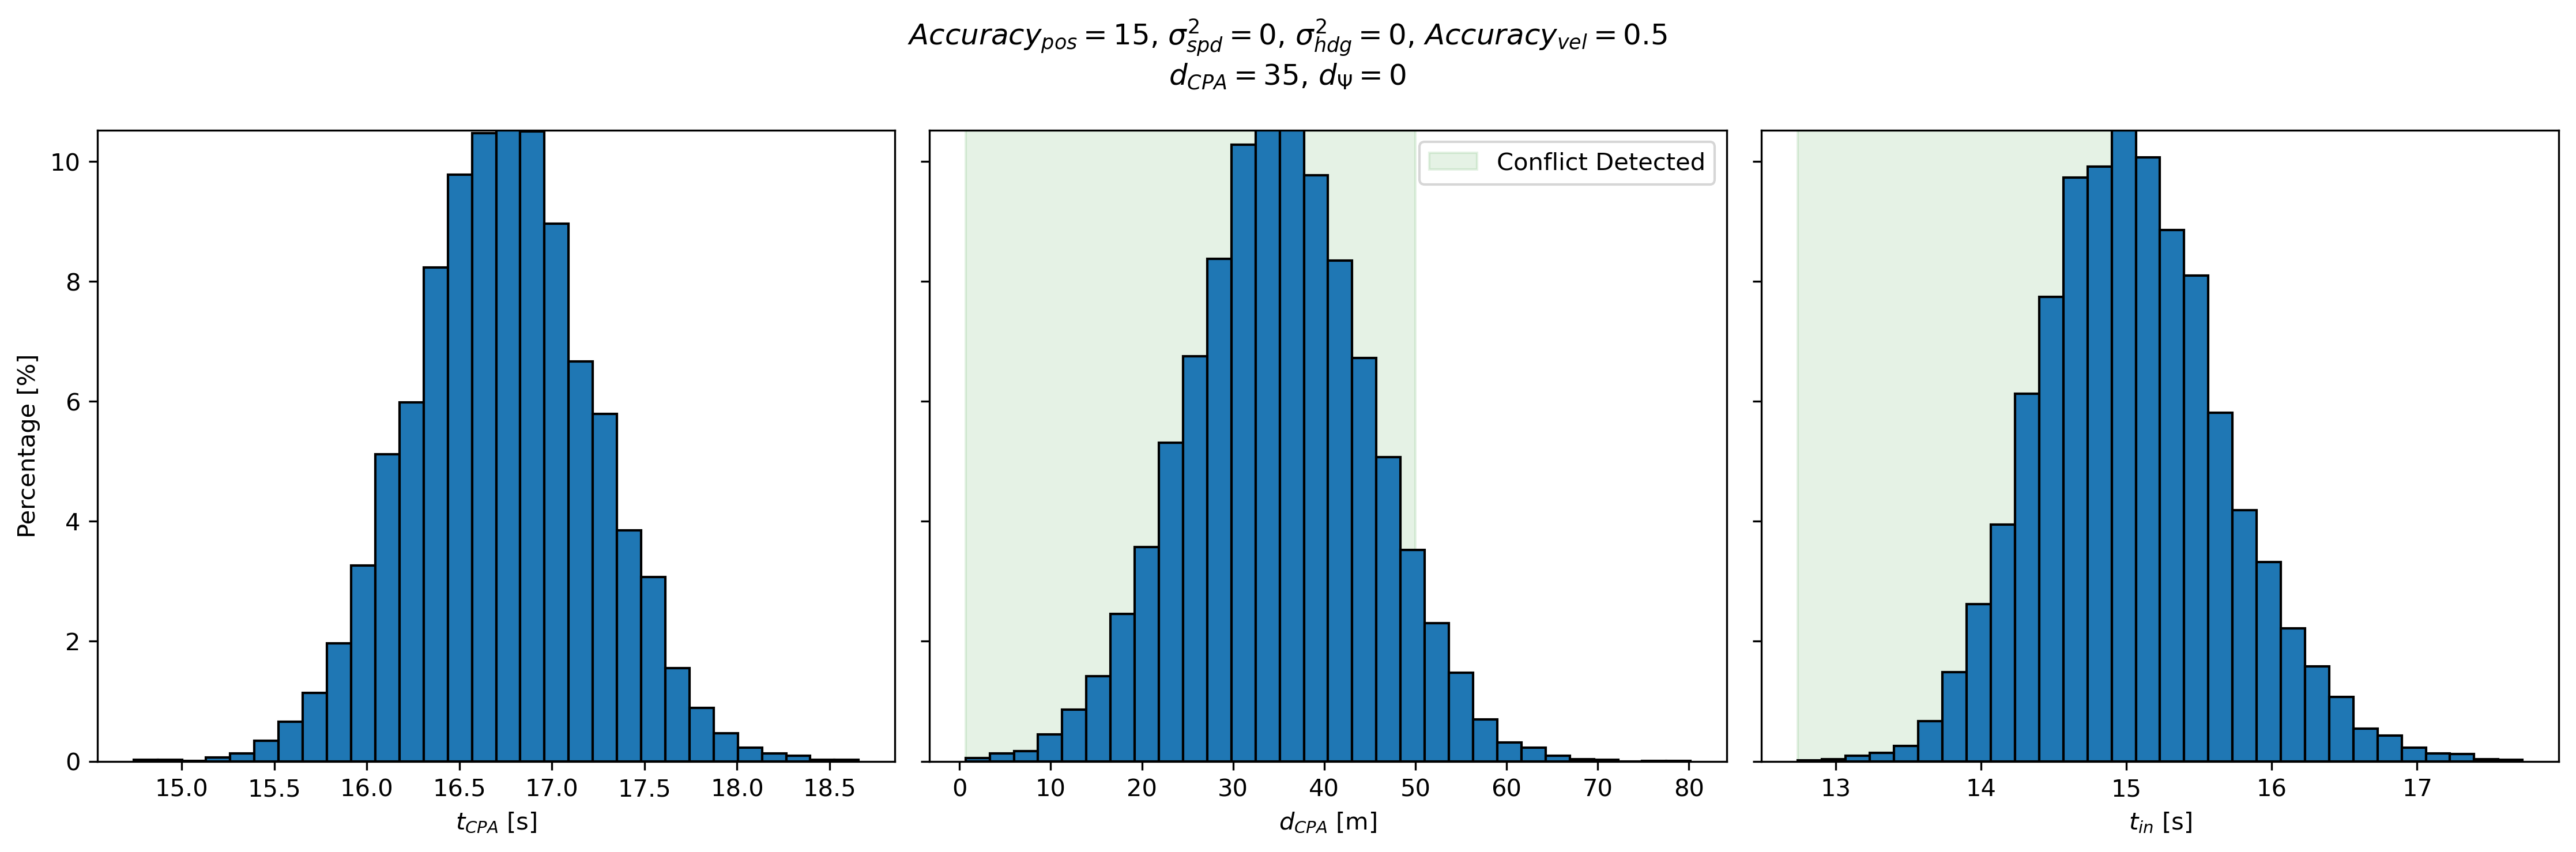 Accuracy_pos = 15, σ²_spd = 0, σ²_hdg = 0, Accuracy_vel = 0.5
d_CPA = 35, d_ψ = 0
Percentage [%]
10
8
6
4
2
0
15.0 15.5 16.0 16.5 17.0 17.5 18.0 18.5
t_CPA [s]
Conflict Detected
0 10 20 30 40 50 60 70 80
d_CPA [m]
13 14 15 16 17
t_in [s]